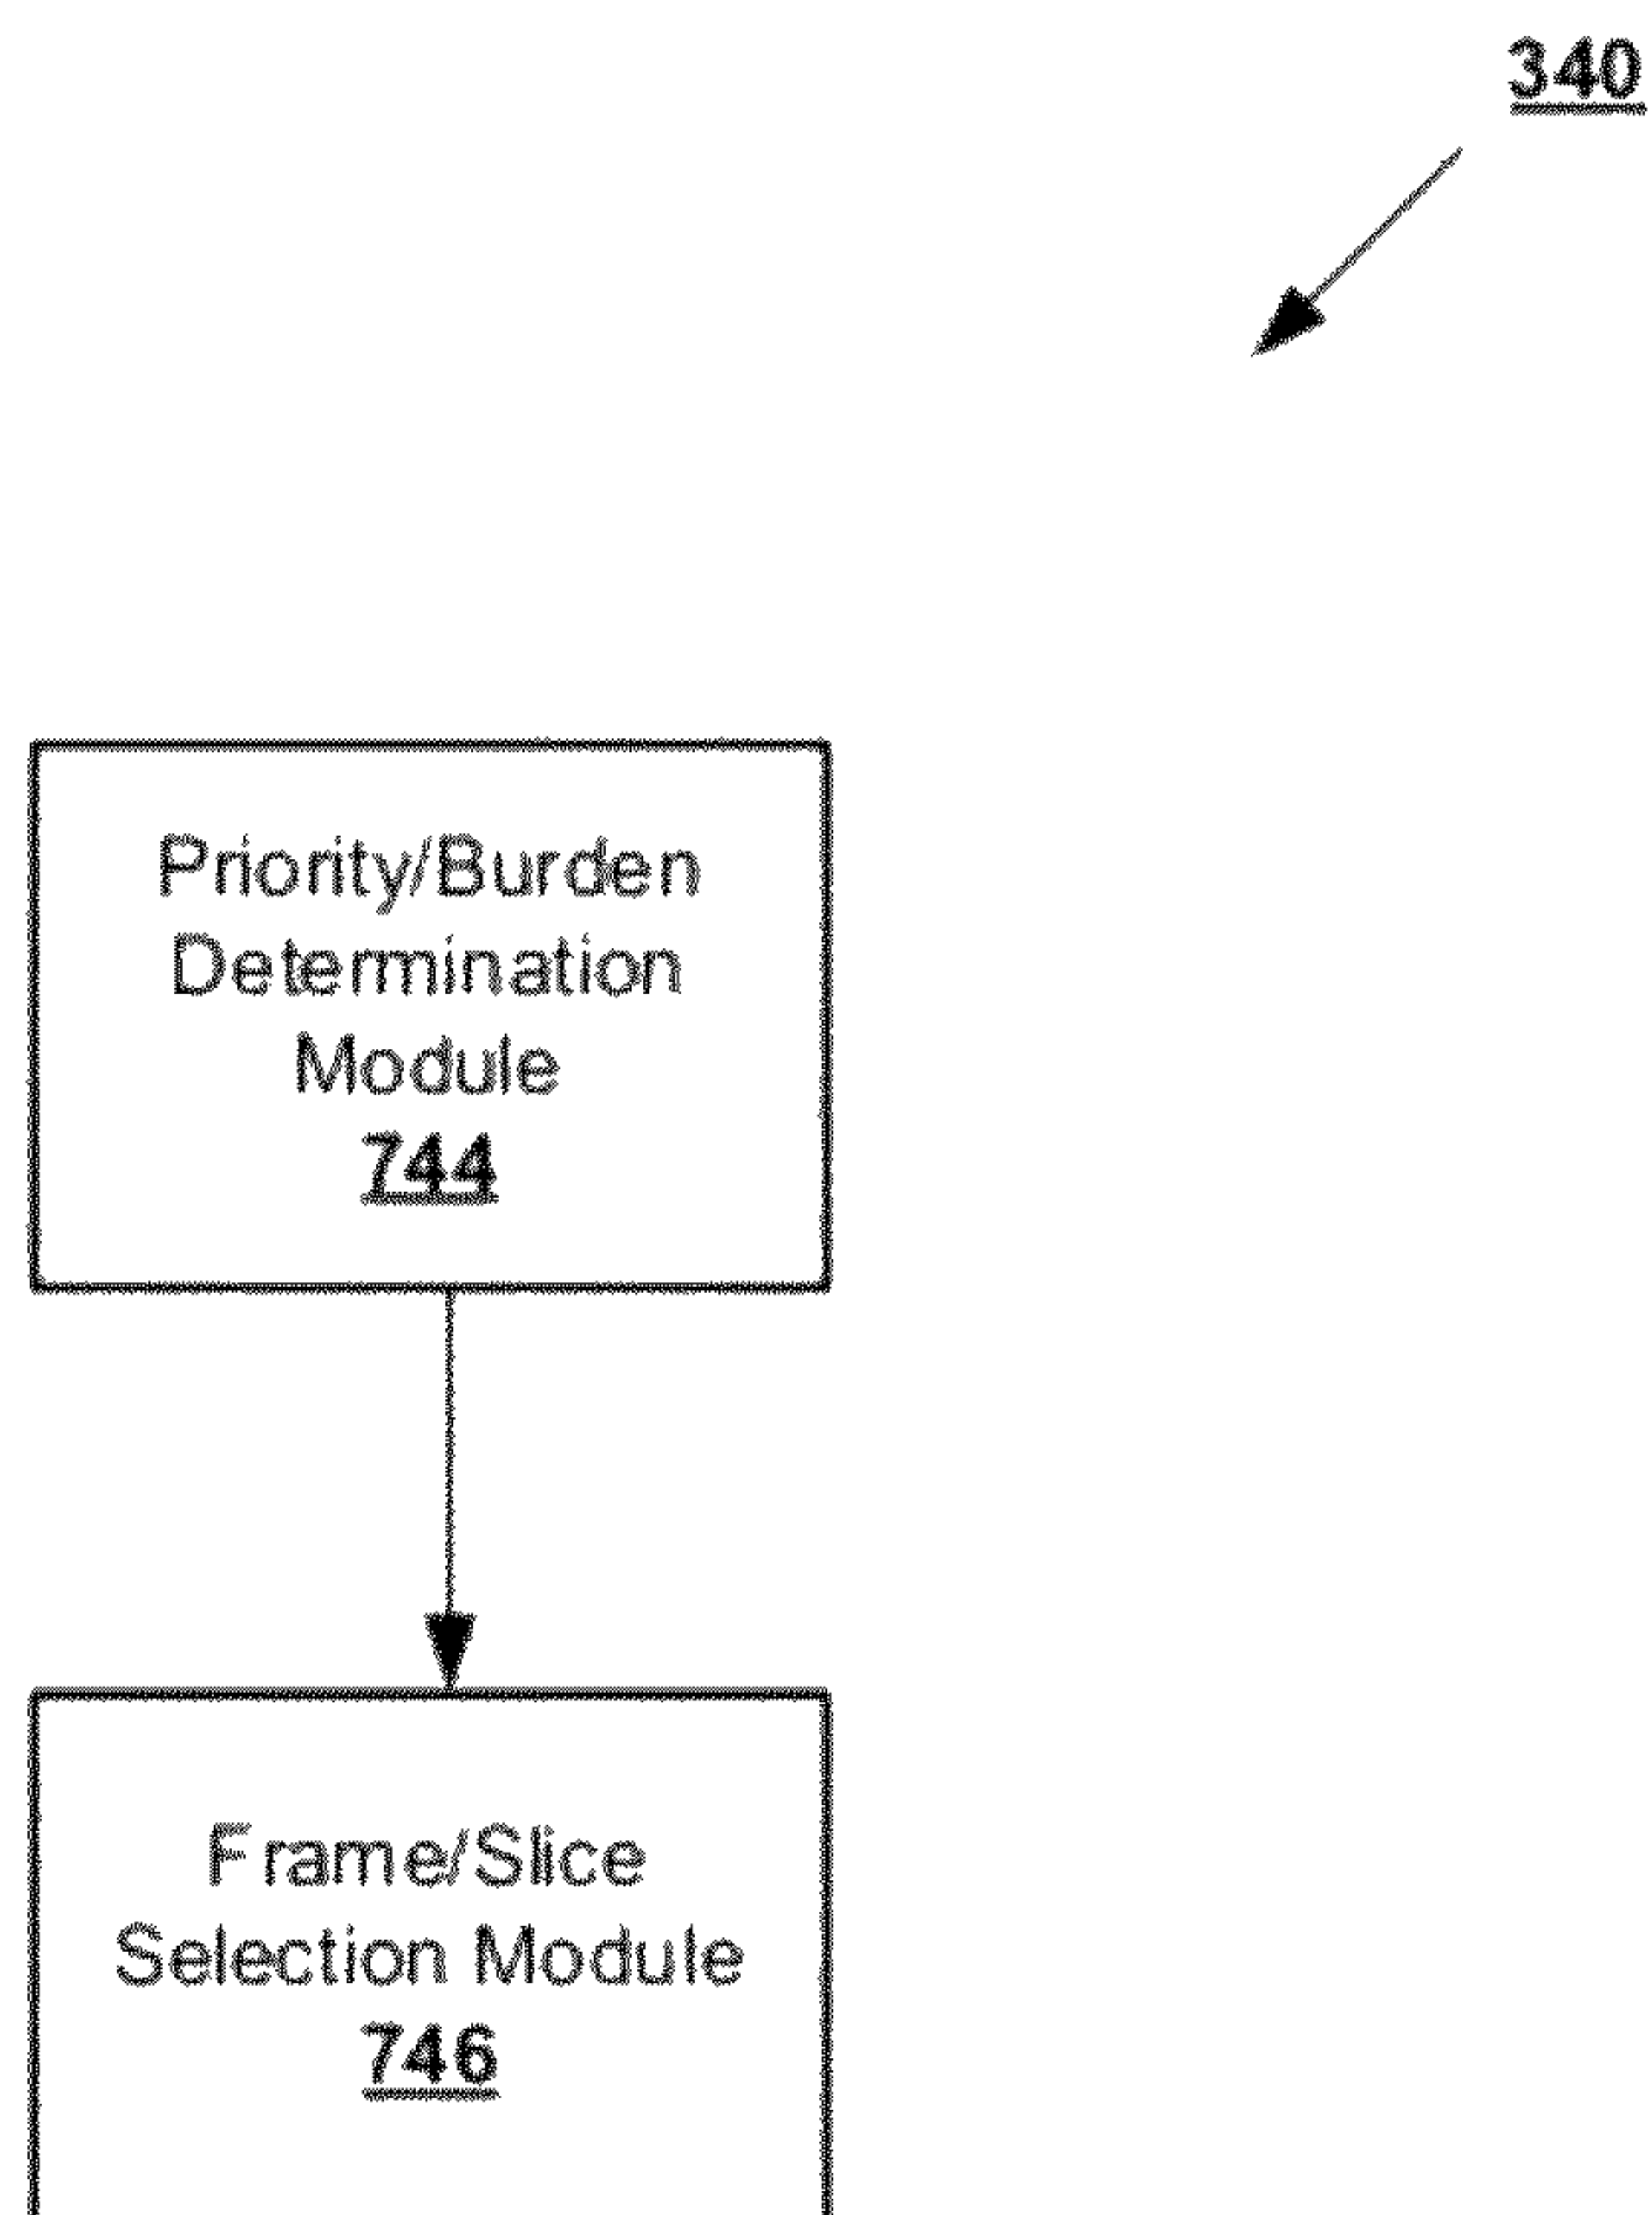 340
Priority/Burden
Determination
Module
744
Frame/Slice
Selection Module
746